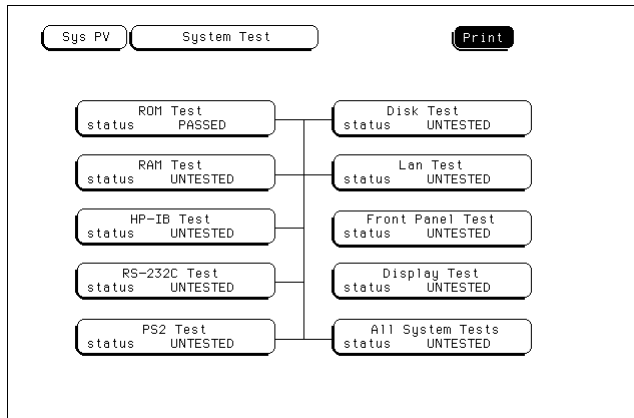 Sys PV System Test Print
ROM Test
status PASSED
Disk Test
status UNTESTED
RAM Test
status UNTESTED
Lan Test
status UNTESTED
HP-IB Test
status UNTESTED
Front Panel Test
status UNTESTED
RS-232C Test
status UNTESTED
Display Test
status UNTESTED
PS2 Test
status UNTESTED
All System Tests
status UNTESTED